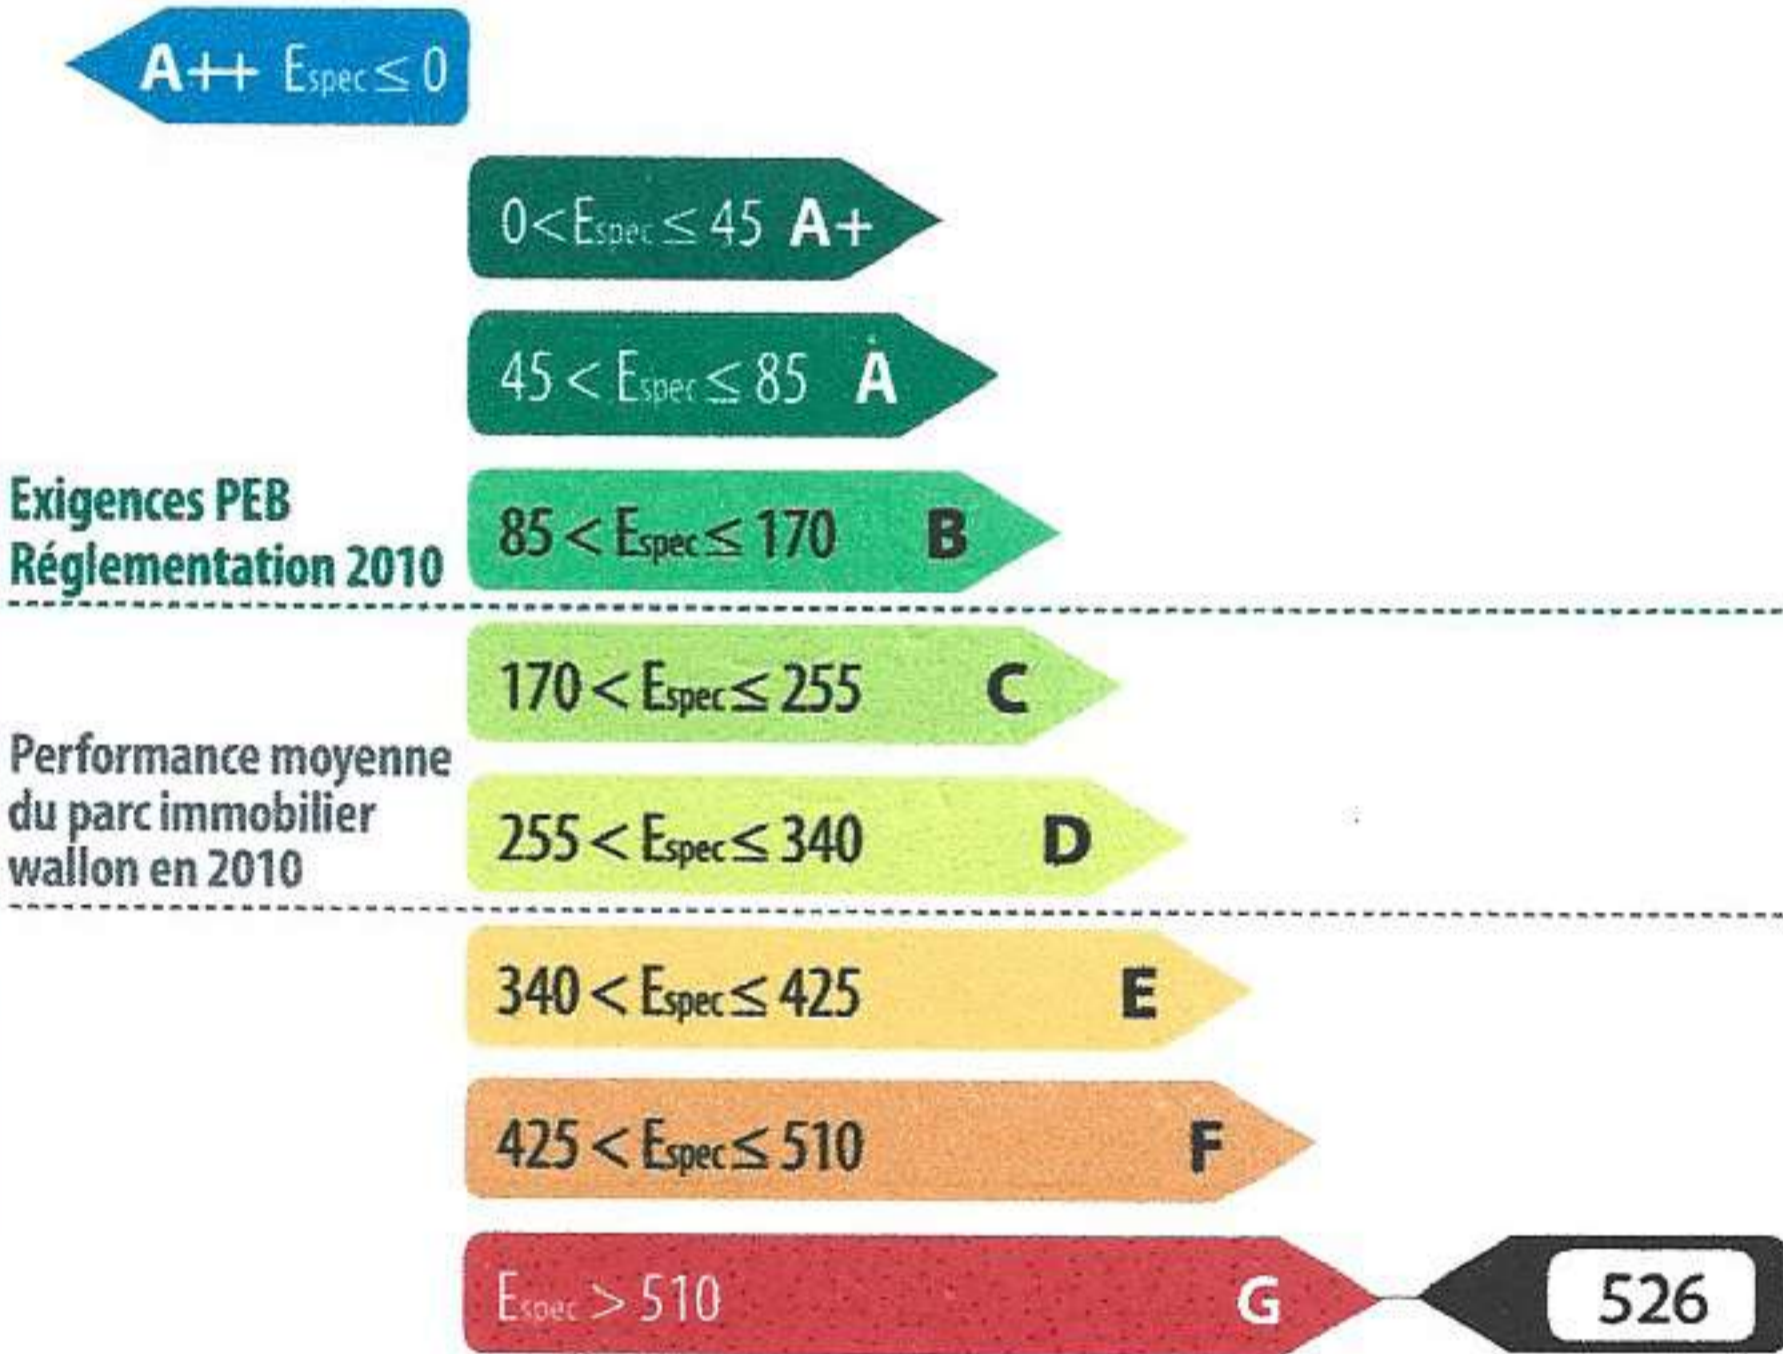 A++ Espec ≤ 0
0 < Espec ≤ 45 A+
45 < Espec ≤ 85 A
Exigences PEB
Réglementation 2010
85 < Espec ≤ 170 B
170 < Espec ≤ 255 C
Performance moyenne
du parc immobilier
wallon en 2010
255 < Espec ≤ 340 D
340 < Espec ≤ 425 E
425 < Espec ≤ 510 F
Espec > 510 G
526